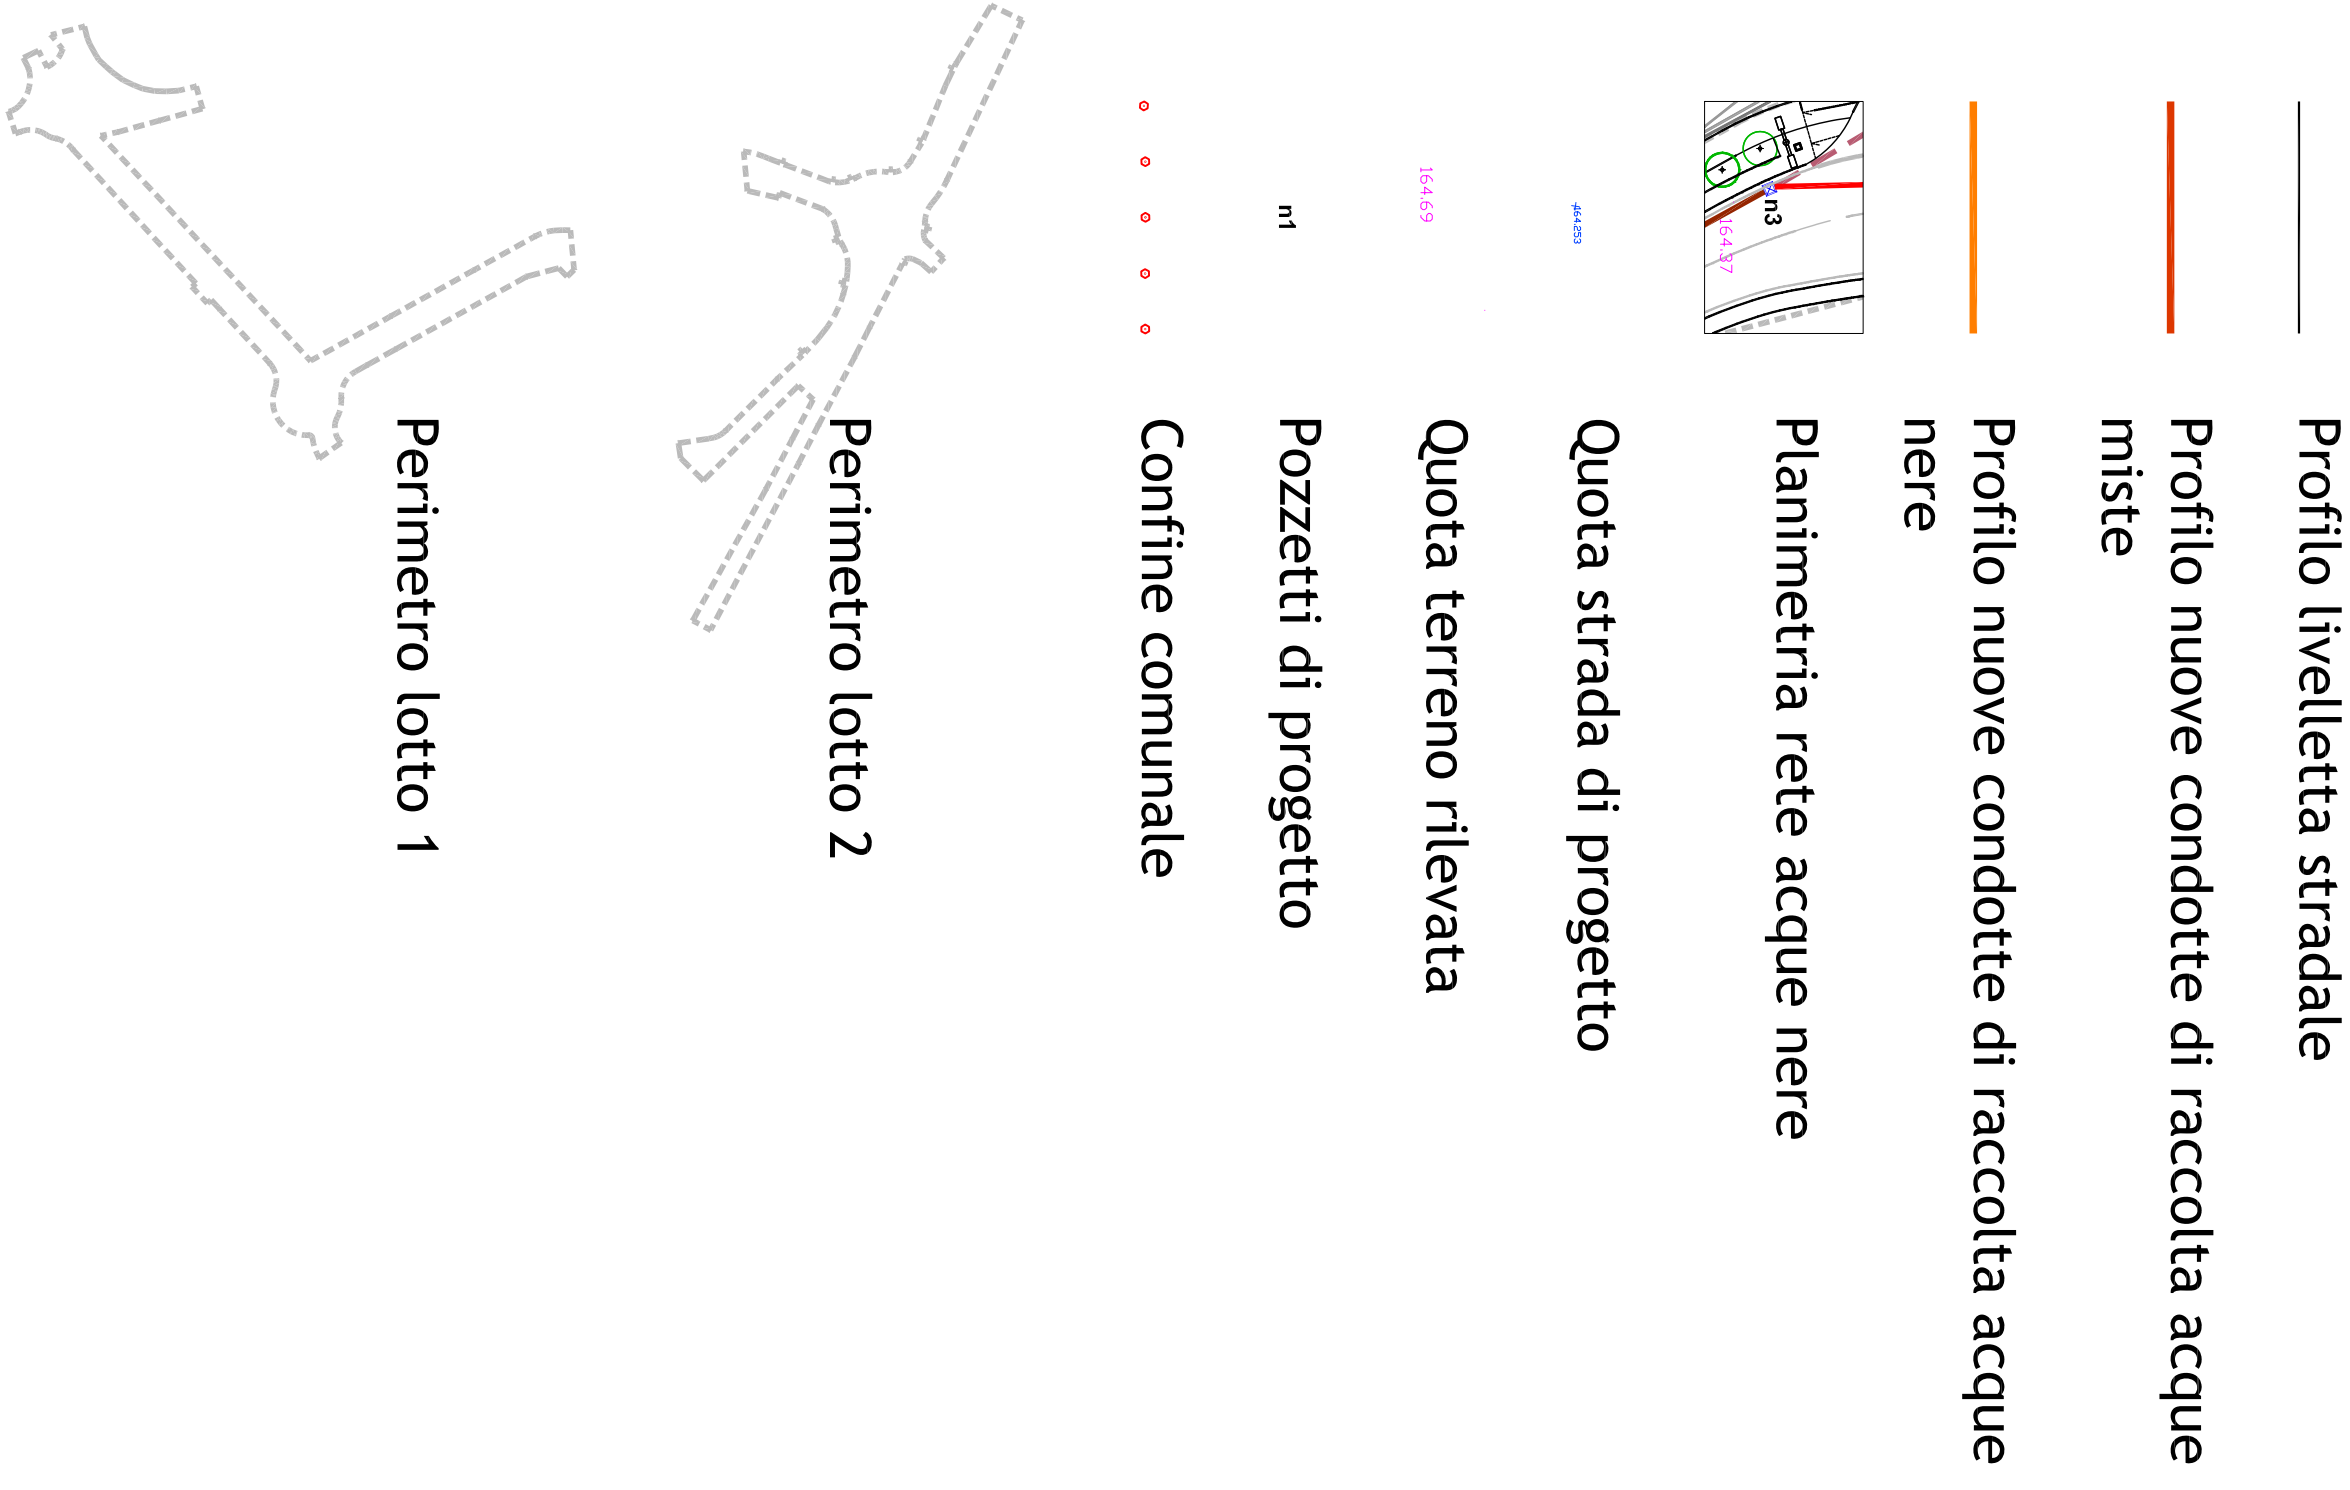 Profilo livelletta stradale
Profilo nuove condotte di raccolta acque
miste
Profilo nuove condotte di raccolta acque
nere
n3
164.37
Planimetria rete acque nere
Quota strada di progetto
164.69
Quota terreno rilevata
n1
Pozzetti di progetto
Confine comunale
Perimetro lotto 2
Perimetro lotto 1